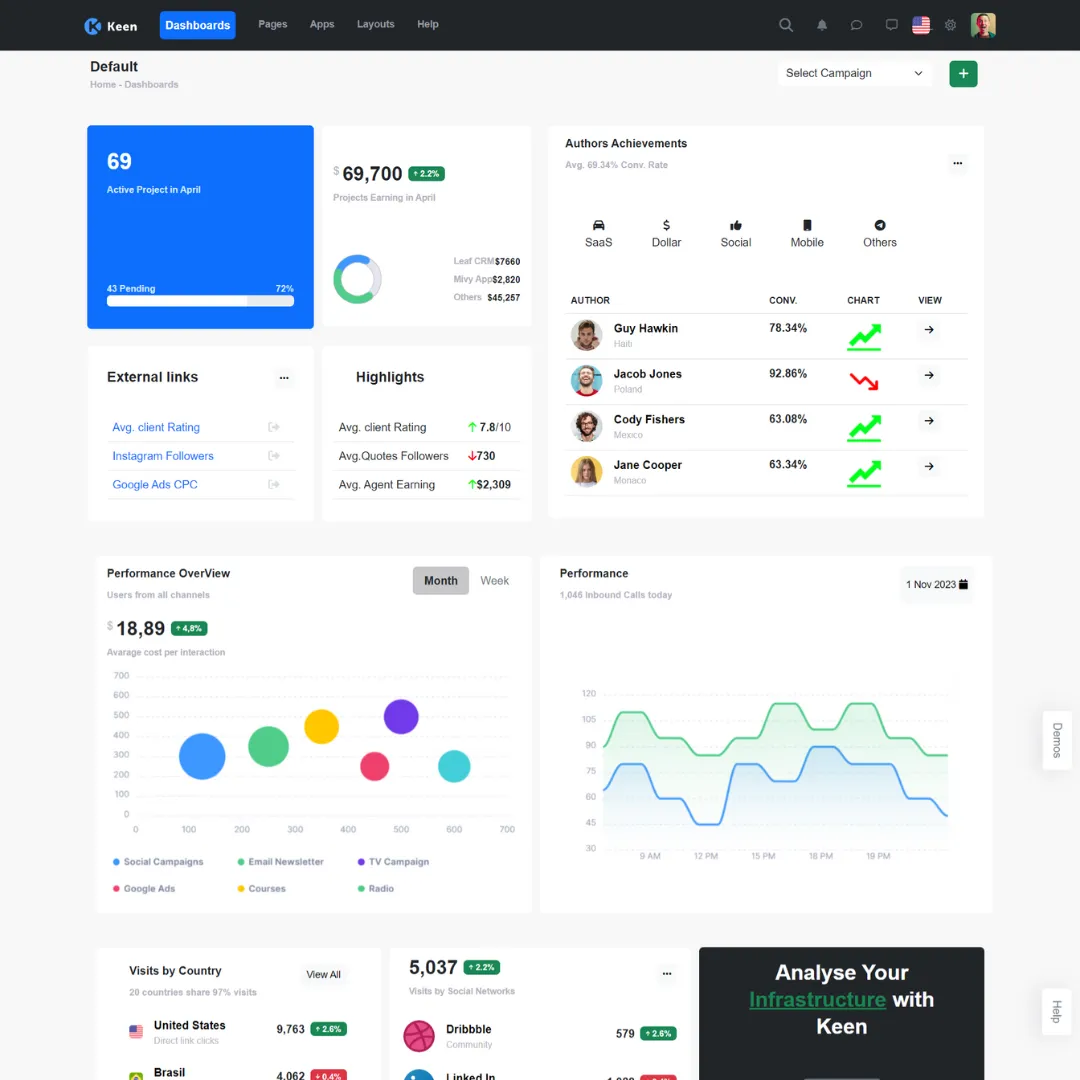 Keen Dashboards Pages Apps Layouts Help
Default
Home - Dashboards
Select Campaign
+
69
Active Project in April
43 Pending 72%
$ 69,700 ↑ 2.2%
Projects Earning in April
Leaf CRM $7660
Mivy App $2,820
Others $45,257
Authors Achievements
Avg. 69.34% Conv. Rate
...
SaaS Dollar Social Mobile Others
AUTHOR CONV. CHART VIEW
Guy Hawkin 78.34%
Haiti
Jacob Jones 92.86%
Poland
Cody Fishers 63.08%
Mexico
Jane Cooper 63.34%
Monaco
External links ...
Avg. client Rating
Instagram Followers
Google Ads CPC
Highlights
Avg. client Rating ↑ 7.8/10
Avg.Quotes Followers ↓730
Avg. Agent Earning ↑$2,309
Performance OverView
Users from all channels
Month Week
$ 18,89 ↑ 4,8%
Avarage cost per interaction
700
600
500
400
300
200
100
0
0 100 200 300 400 500 600 700
Social Campaigns Email Newsletter TV Campaign
Google Ads Courses Radio
Performance
1,046 Inbound Calls today
1 Nov 2023
120
105
90
75
60
45
30
9 AM 12 PM 15 PM 18 PM 19 PM
Demos
Visits by Country View All
20 countries share 97% visits
United States 9,763 ↑ 2.6%
Direct link clicks
Brasil 4,062 ↓ 0.4%
5,037 ↑ 2.2%
Visits by Social Networks
...
Dribbble 579 ↑ 2.6%
Community
Linked In
Analyse Your
Infrastructure with
Keen
Help